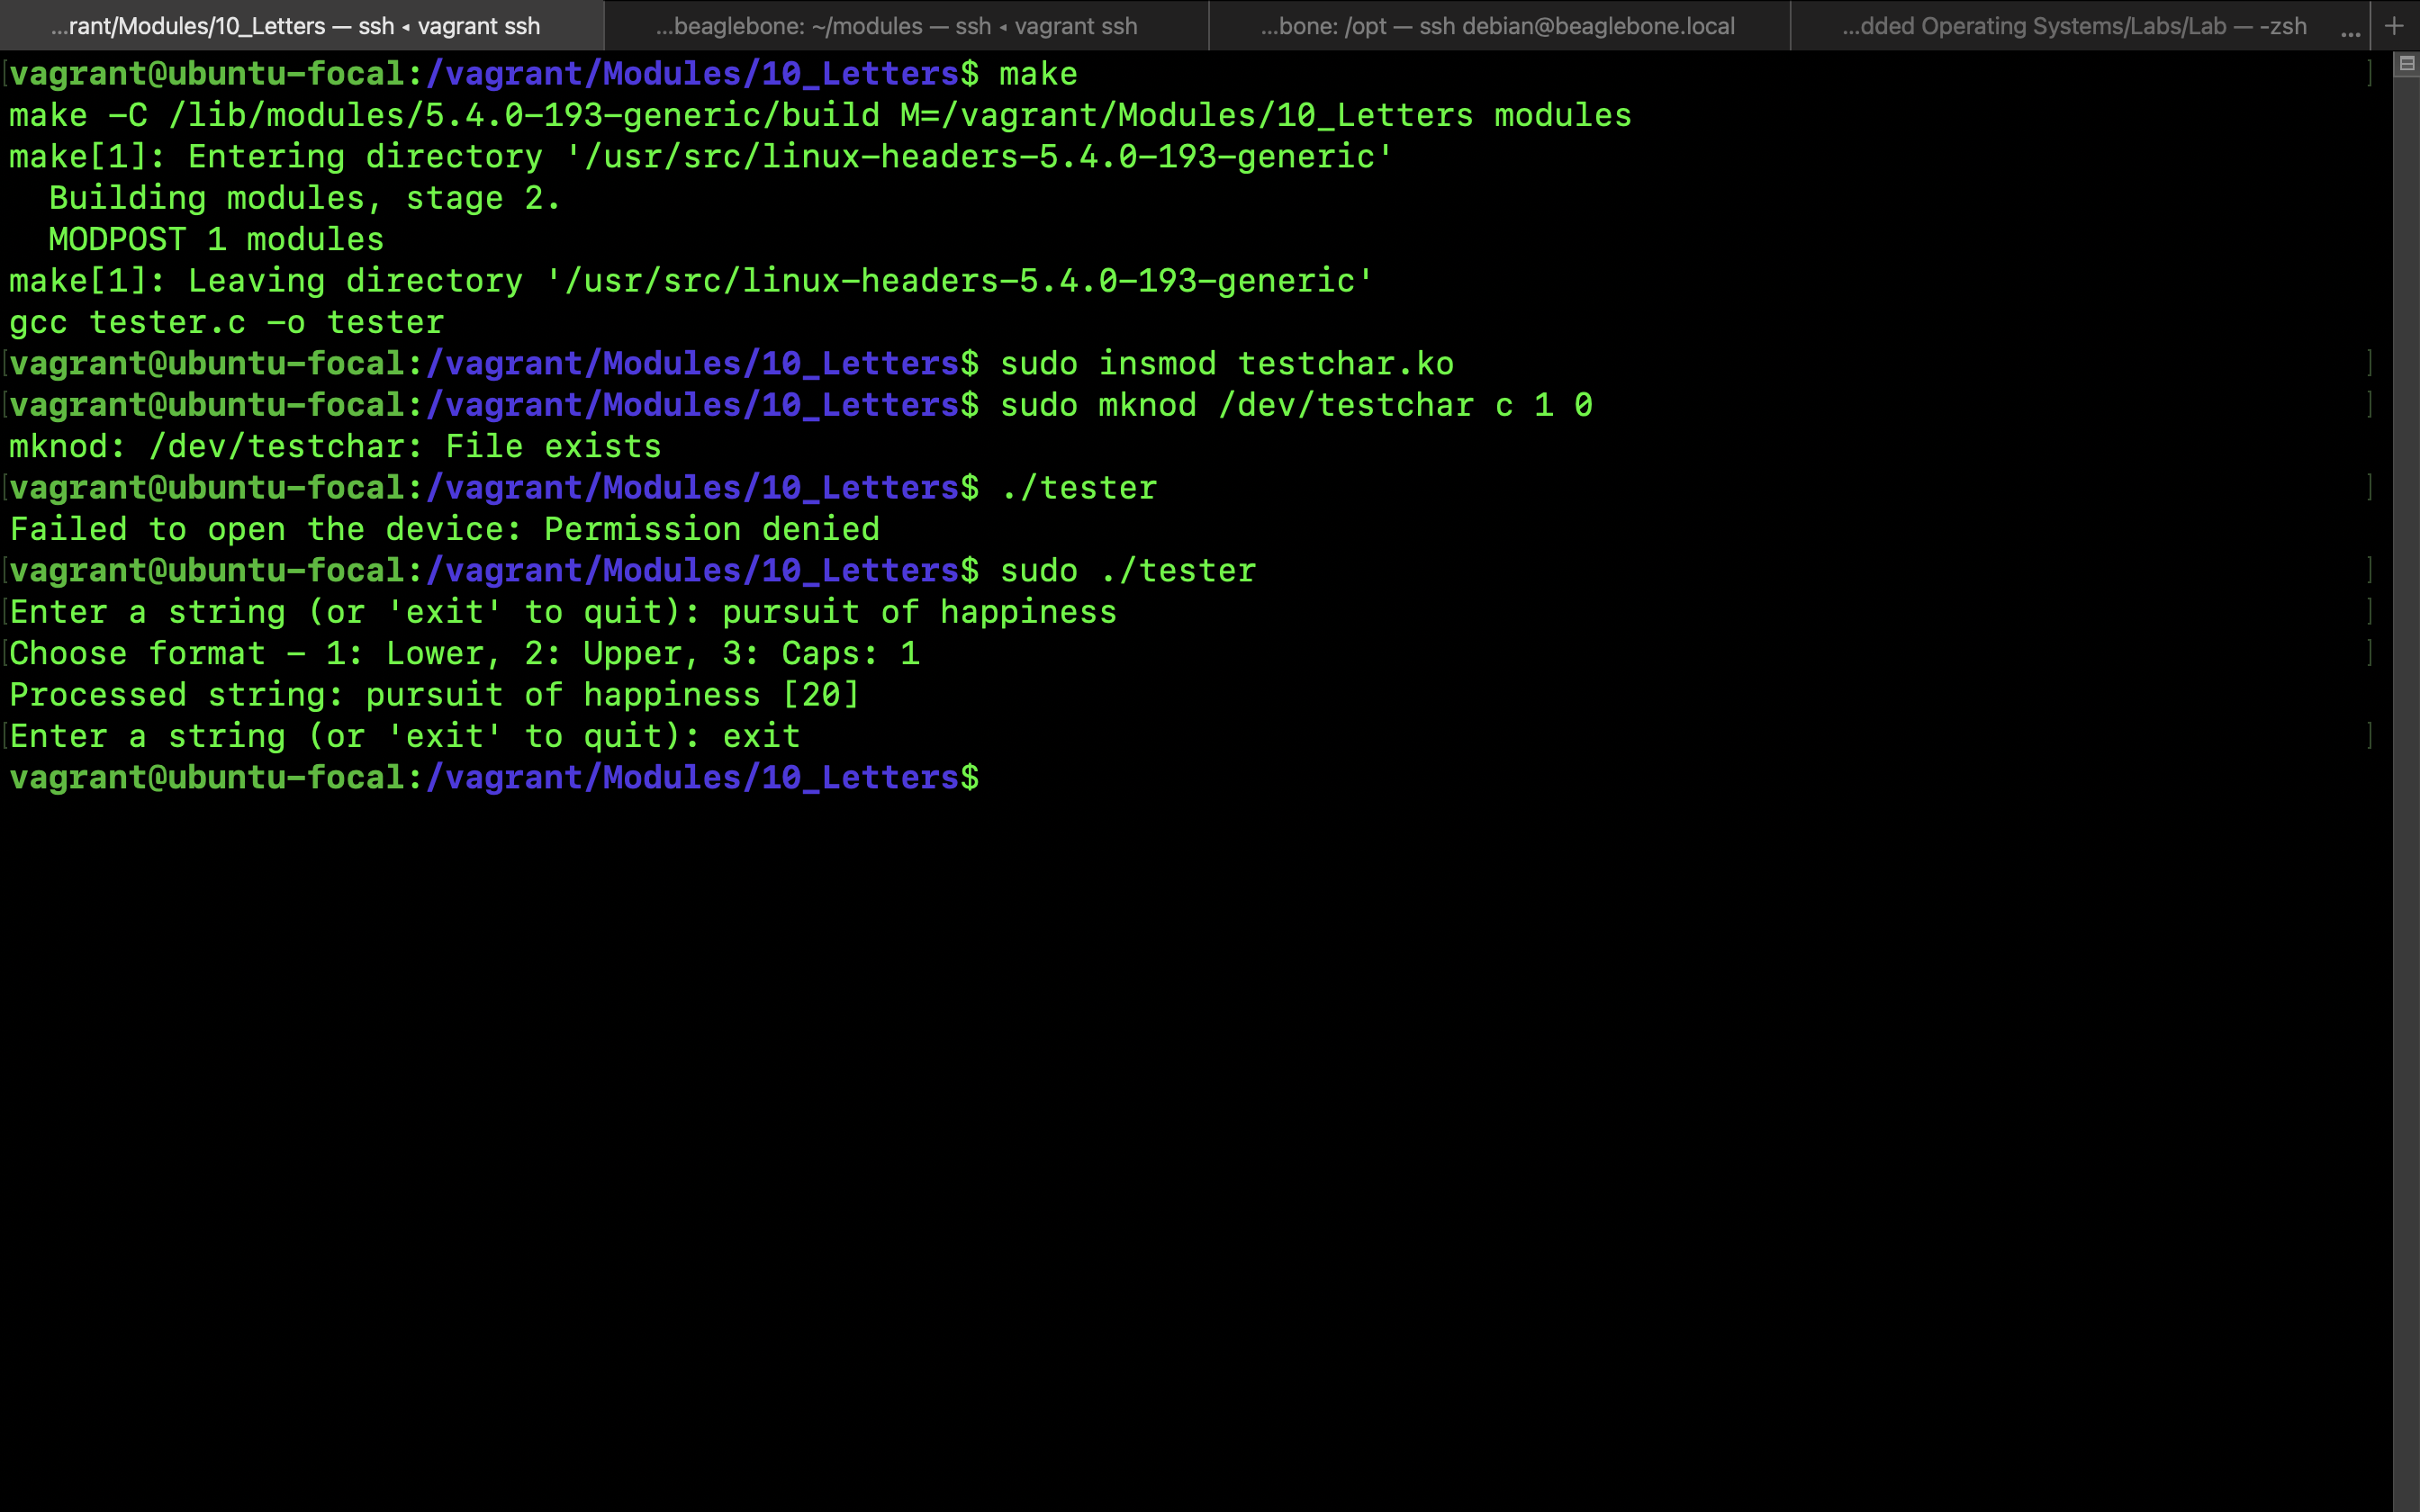 ...rant/Modules/10_Letters — ssh ◂ vagrant ssh
...beaglebone: ~/modules — ssh ◂ vagrant ssh
...bone: /opt — ssh debian@beaglebone.local
...dded Operating Systems/Labs/Lab — -zsh ... +
vagrant@ubuntu-focal:/vagrant/Modules/10_Letters$ make
make -C /lib/modules/5.4.0-193-generic/build M=/vagrant/Modules/10_Letters modules
make[1]: Entering directory '/usr/src/linux-headers-5.4.0-193-generic'
  Building modules, stage 2.
  MODPOST 1 modules
make[1]: Leaving directory '/usr/src/linux-headers-5.4.0-193-generic'
gcc tester.c -o tester
vagrant@ubuntu-focal:/vagrant/Modules/10_Letters$ sudo insmod testchar.ko
vagrant@ubuntu-focal:/vagrant/Modules/10_Letters$ sudo mknod /dev/testchar c 1 0
mknod: /dev/testchar: File exists
vagrant@ubuntu-focal:/vagrant/Modules/10_Letters$ ./tester
Failed to open the device: Permission denied
vagrant@ubuntu-focal:/vagrant/Modules/10_Letters$ sudo ./tester
Enter a string (or 'exit' to quit): pursuit of happiness
Choose format - 1: Lower, 2: Upper, 3: Caps: 1
Processed string: pursuit of happiness [20]
Enter a string (or 'exit' to quit): exit
vagrant@ubuntu-focal:/vagrant/Modules/10_Letters$